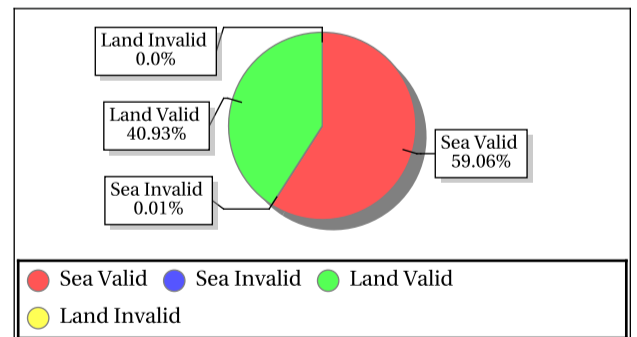 Land Invalid
0.0%
Land Valid
40.93%
Sea Valid
59.06%
Sea Invalid
0.01%
Sea Valid Sea Invalid Land Valid
Land Invalid